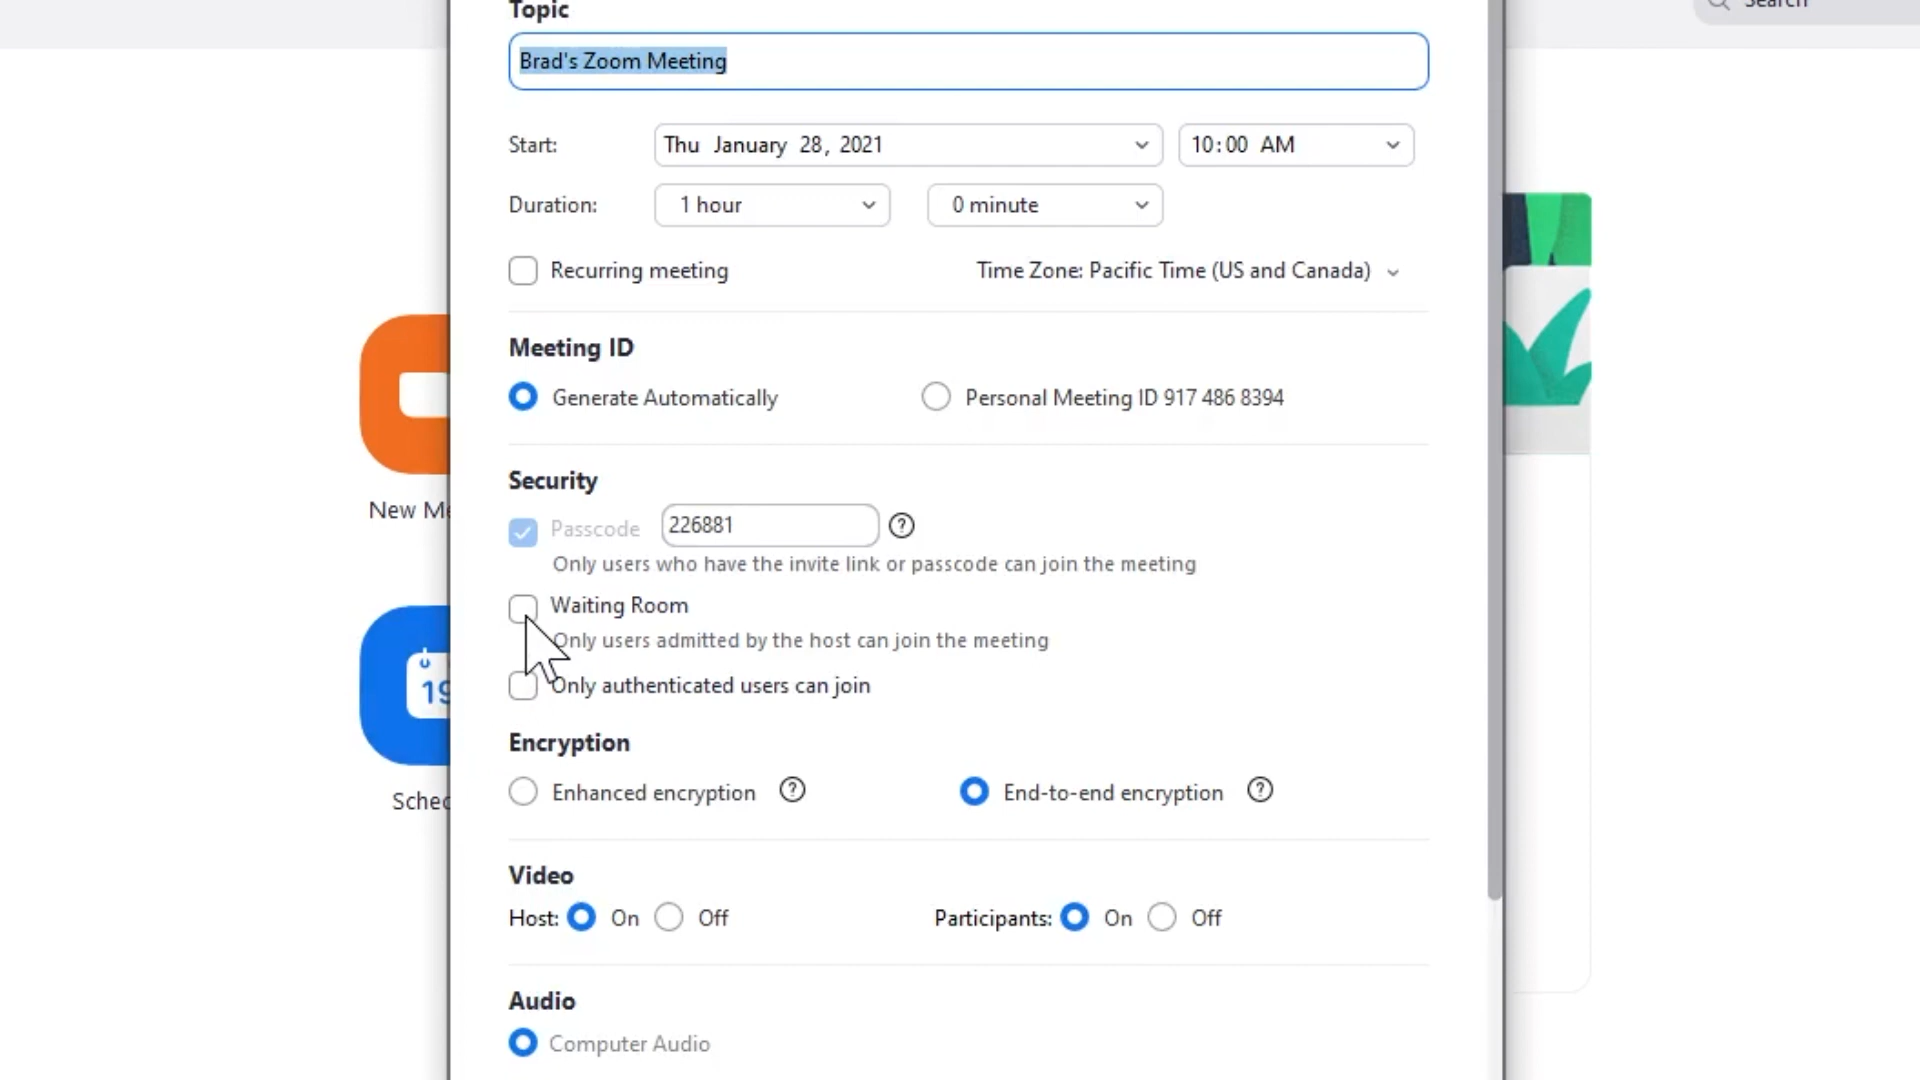 Topic
Search
Brad's Zoom Meeting
Start: Thu January 28, 2021 10:00 AM
Duration: 1 hour 0 minute
Recurring meeting Time Zone: Pacific Time (US and Canada)
Meeting ID
Generate Automatically Personal Meeting ID 917 486 8394
Security
New Me
Passcode 226881
Only users who have the invite link or passcode can join the meeting
Waiting Room
Only users admitted by the host can join the meeting
19
Only authenticated users can join
Encryption
Enhanced encryption End-to-end encryption
Sched
Video
Host: On Off Participants: On Off
Audio
Computer Audio